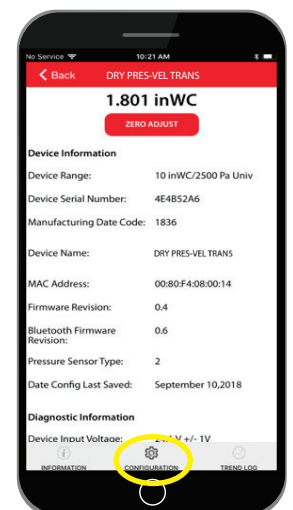 No Service 10:21 AM
Back DRY PRES-VEL TRANS
1.801 inWC
ZERO ADJUST
Device Information
Device Range: 10 inWC/2500 Pa Univ
Device Serial Number: 4E4B52A6
Manufacturing Date Code: 1836
Device Name: DRY PRES-VEL TRANS
MAC Address: 00:80:F4:08:00:14
Firmware Revision: 0.4
Bluetooth Firmware Revision: 0.6
Pressure Sensor Type: 2
Date Config Last Saved: September 10,2018
Diagnostic Information
Device Input Voltage: V +/- 1V
INFORMATION CONFIGURATION TREND LOG